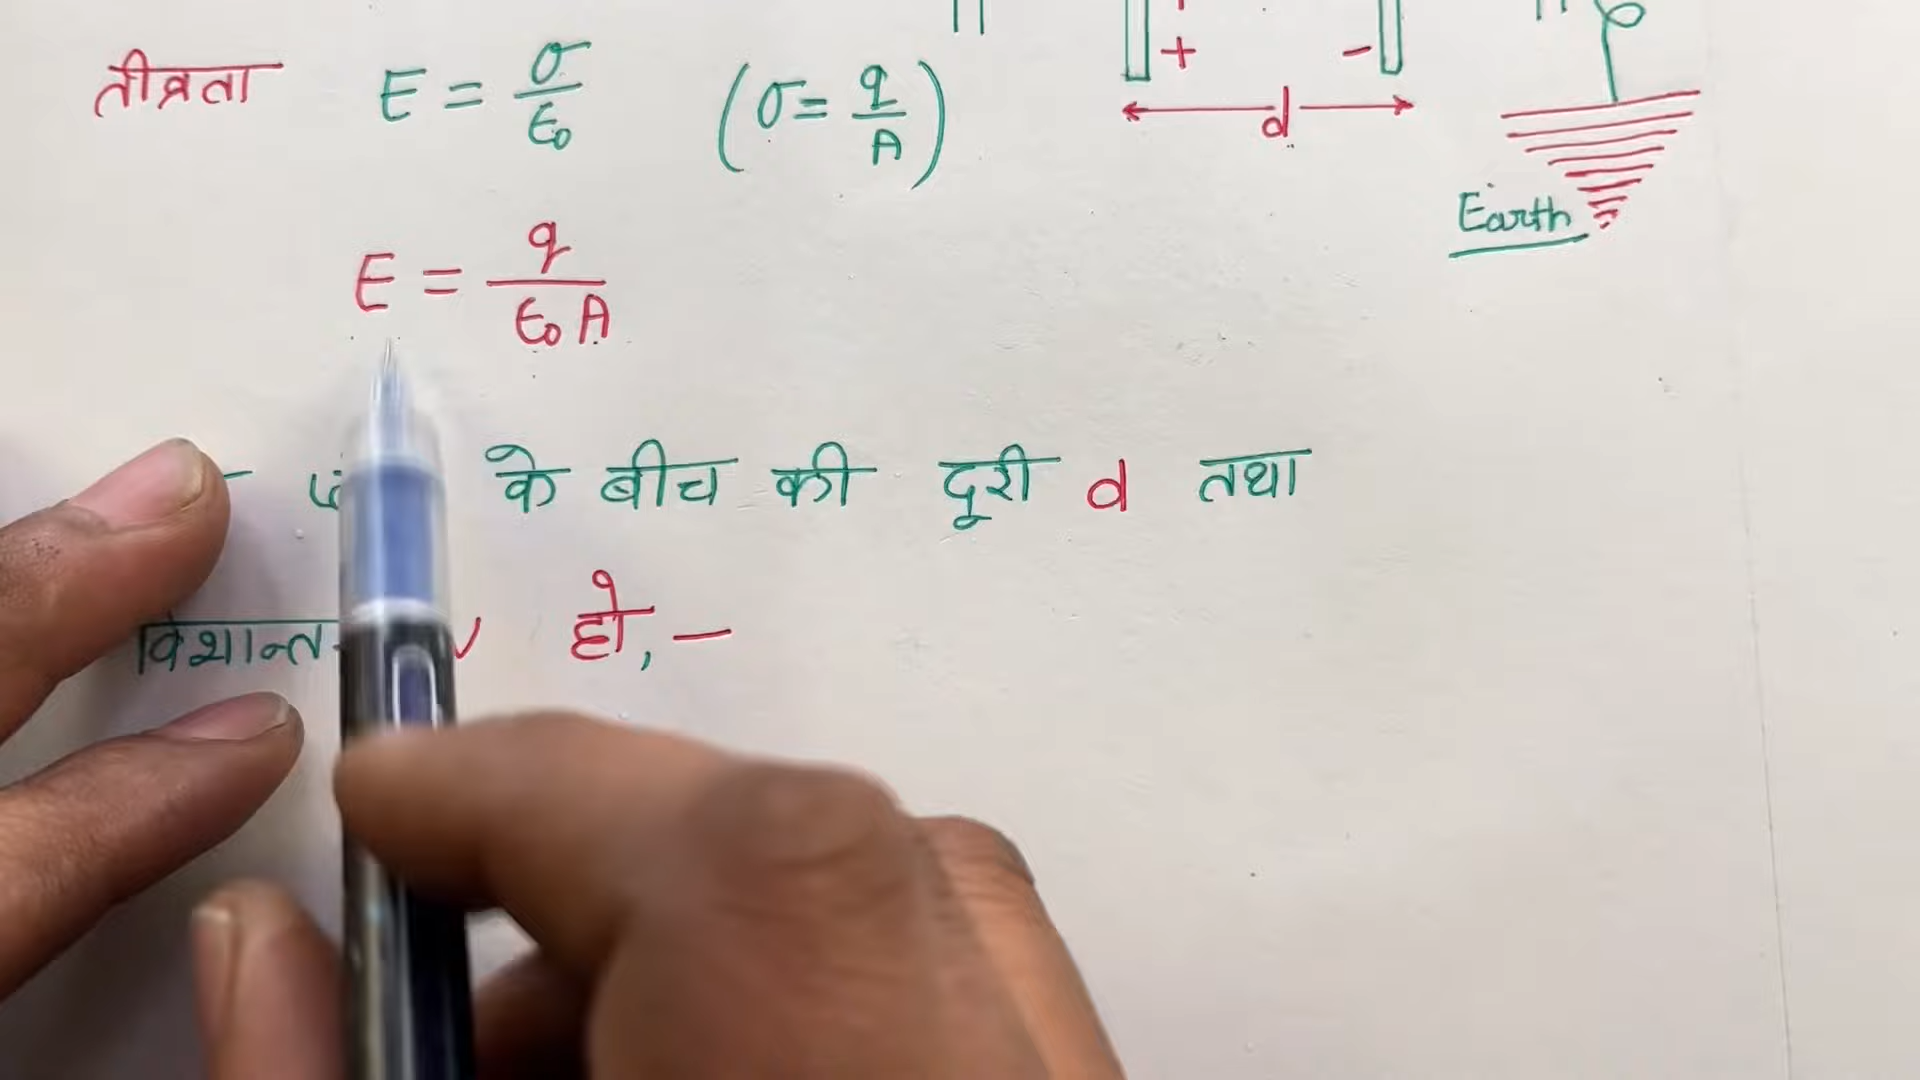 + -
तीव्रता E = σ/ε₀ (σ = q/A)
d
Earth
E = q/ε₀A
के बीच की दूरी d तथा
हो, -